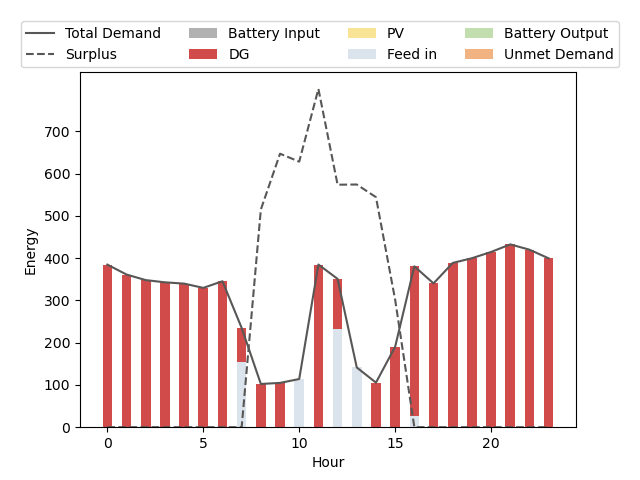 Total Demand Battery Input PV Battery Output
Surplus DG Feed in Unmet Demand
700
600
500
400
300
200
100
0
Energy
0 5 10 15 20
Hour